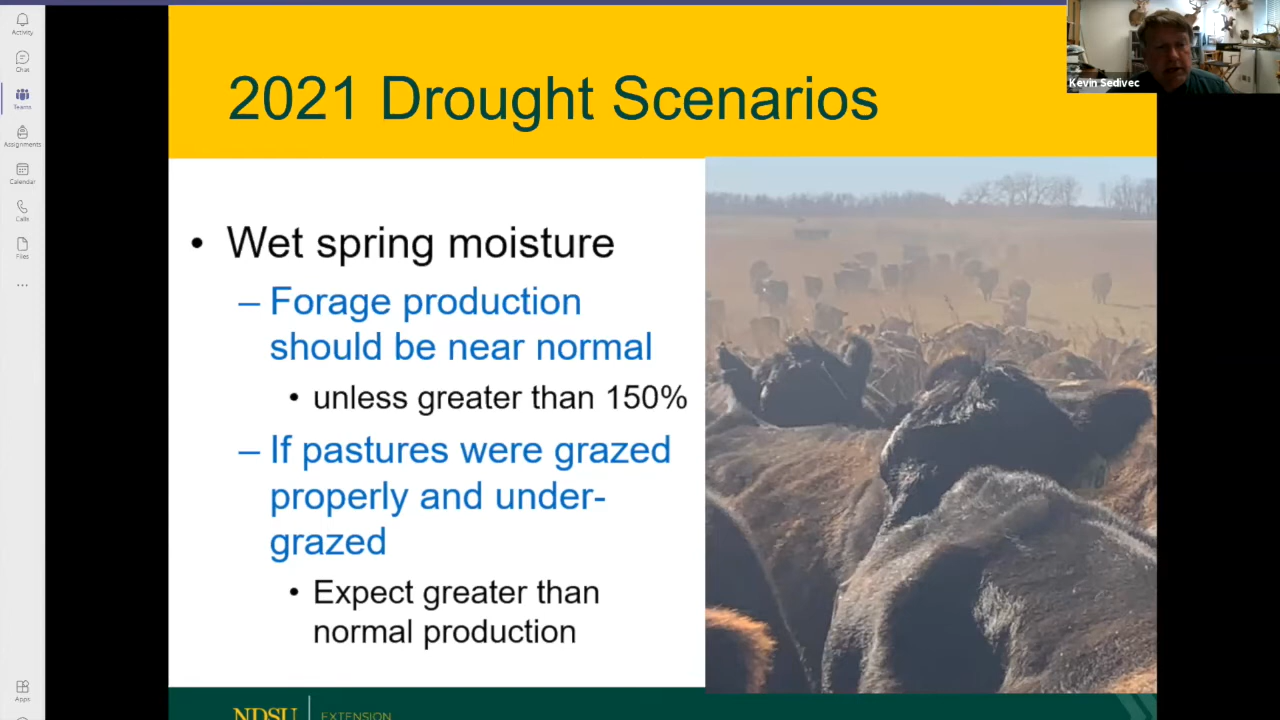 Activity
Chat
Teams
Assignments
Calendar
Calls
Files
Apps
2021 Drought Scenarios
Kevin Sedivec
• Wet spring moisture
– Forage production
should be near normal
• unless greater than 150%
– If pastures were grazed
properly and under-
grazed
• Expect greater than
normal production
NDSU EXTENSION